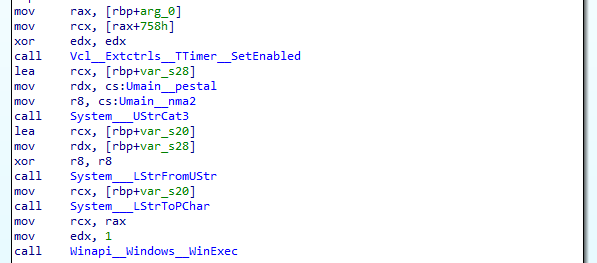 mov rax, [rbp+arg_0]
mov rcx, [rax+758h]
xor edx, edx
call Vcl__Extctrls__TTimer__SetEnabled
lea rcx, [rbp+var_s28]
mov rdx, cs:Umain__pestal
mov r8, cs:Umain__nma2
call System___UStrCat3
lea rcx, [rbp+var_s20]
mov rdx, [rbp+var_s28]
xor r8, r8
call System___LStrFromUStr
mov rcx, [rbp+var_s20]
call System___LStrToPChar
mov rcx, rax
mov edx, 1
call Winapi__Windows__WinExec